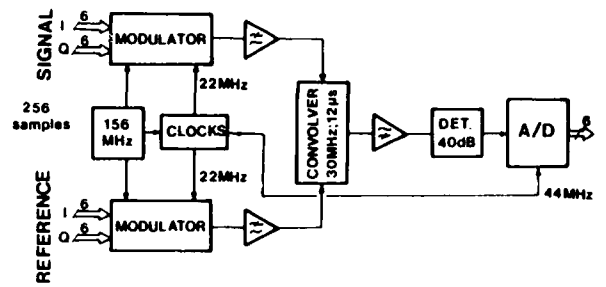 SIGNAL
I 6
Q 6
MODULATOR
22MHz
256
samples
156
MHz
CLOCKS
CONVOLVER
30MHz;12µs
DET.
40dB
A/D
6
44MHz
22MHz
REFERENCE
I 6
Q 6
MODULATOR